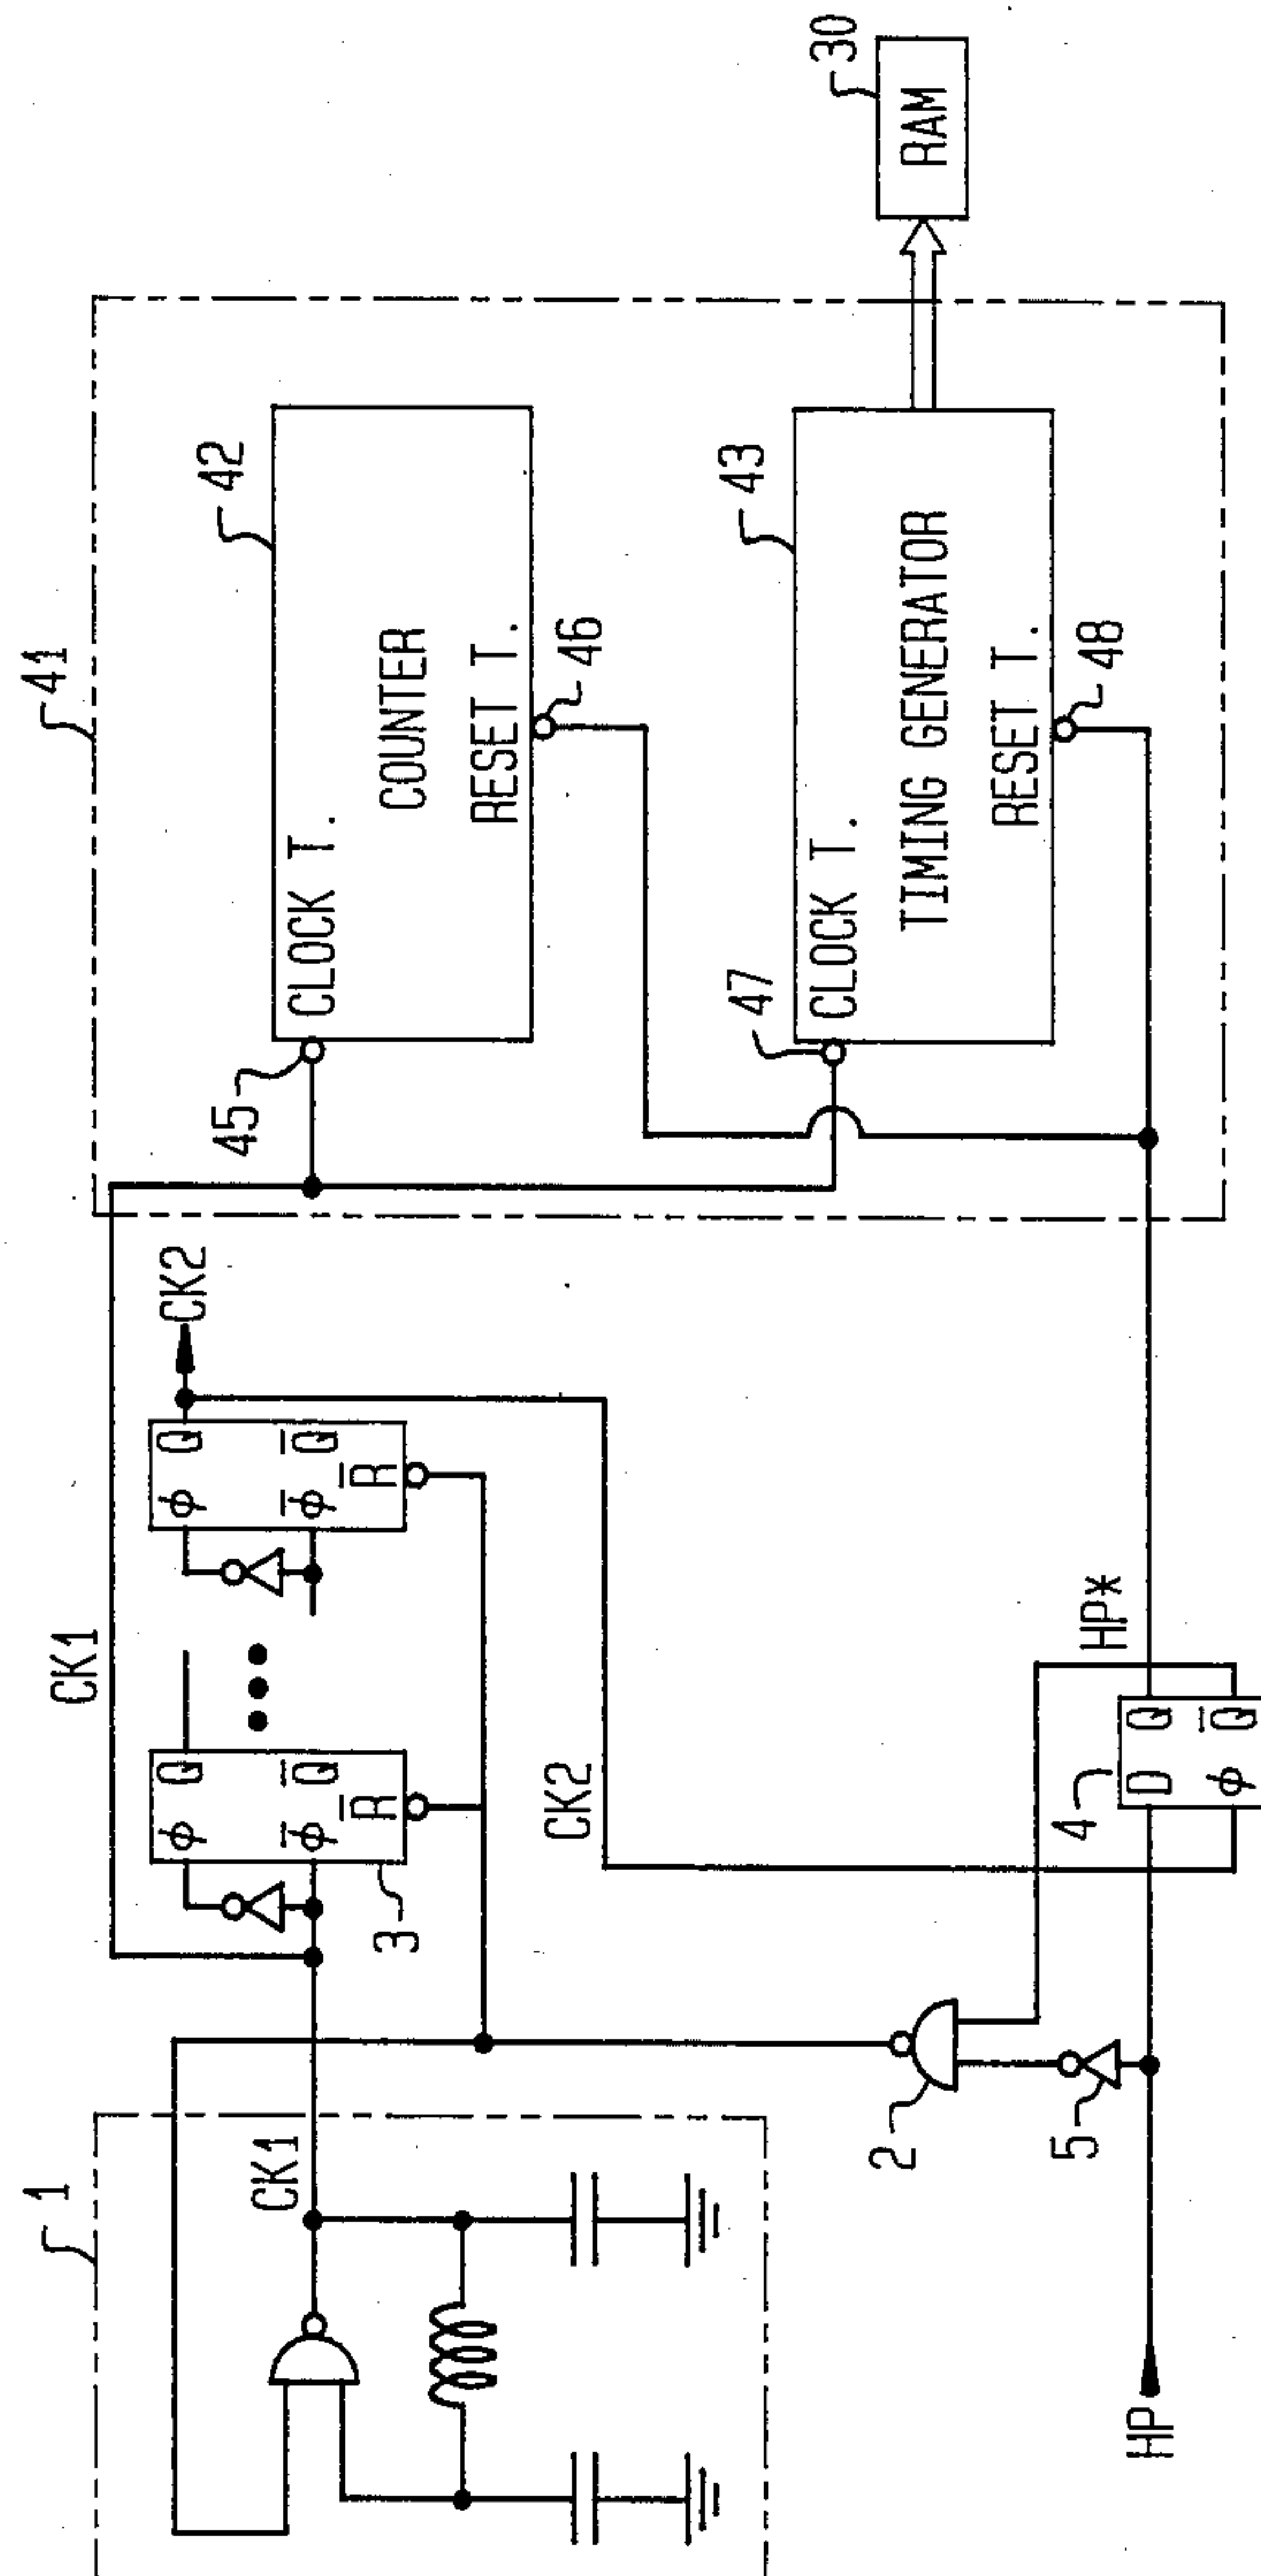 1
CK1
CK1
CK2
3
ϕ Q
ϕ̅ Q̅
R̅
ϕ Q
ϕ̅ Q̅
R̅
CK2
41
42
45
CLOCK T.
COUNTER
RESET T.
46
47
43
CLOCK T.
TIMING GENERATOR
RESET T.
48
30
RAM
2
5
HP
4
D Q
ϕ Q̅
HP*